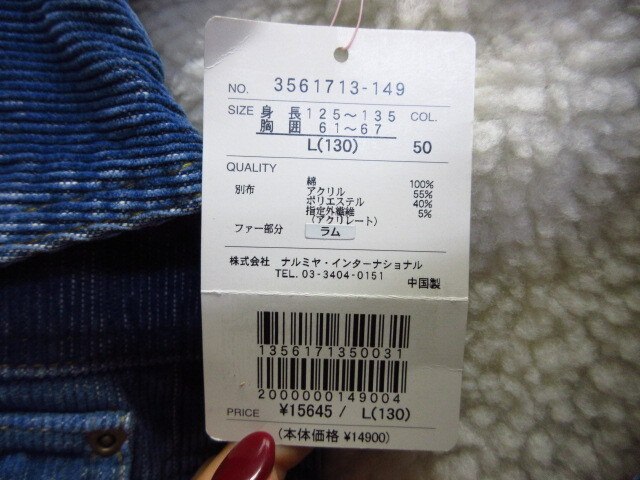 NO. 3561713-149
SIZE 身長 125～135 COL.
胸囲 61～67
L(130) 50
QUALITY
綿 100%
別布 アクリル 55%
ポリエステル 40%
指定外繊維 5%
(アクリレート)
ファー部分 ラム
株式会社 ナルミヤ・インターナショナル
TEL. 03-3404-0151 中国製
1356171350031
2000000149004
PRICE ¥15645 / L(130)
(本体価格 ¥14900)